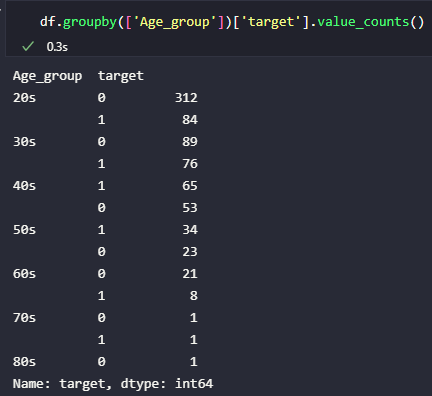 df.groupby(['Age_group'])['target'].value_counts()
0.3s
Age_group target
20s 0 312
1 84
30s 0 89
1 76
40s 1 65
0 53
50s 1 34
0 23
60s 0 21
1 8
70s 0 1
1 1
80s 0 1
Name: target, dtype: int64